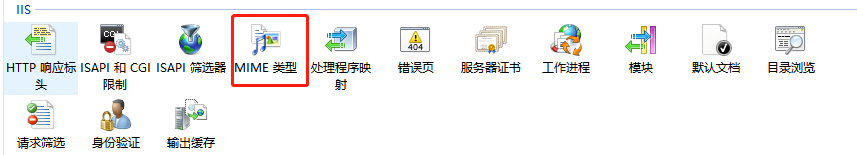 IIS
HTTP 响应标头 ISAPI 和 CGI 限制 ISAPI 筛选器 MIME 类型 处理程序映射 错误页 服务器证书 工作进程 模块 默认文档 目录浏览
请求筛选 身份验证 输出缓存